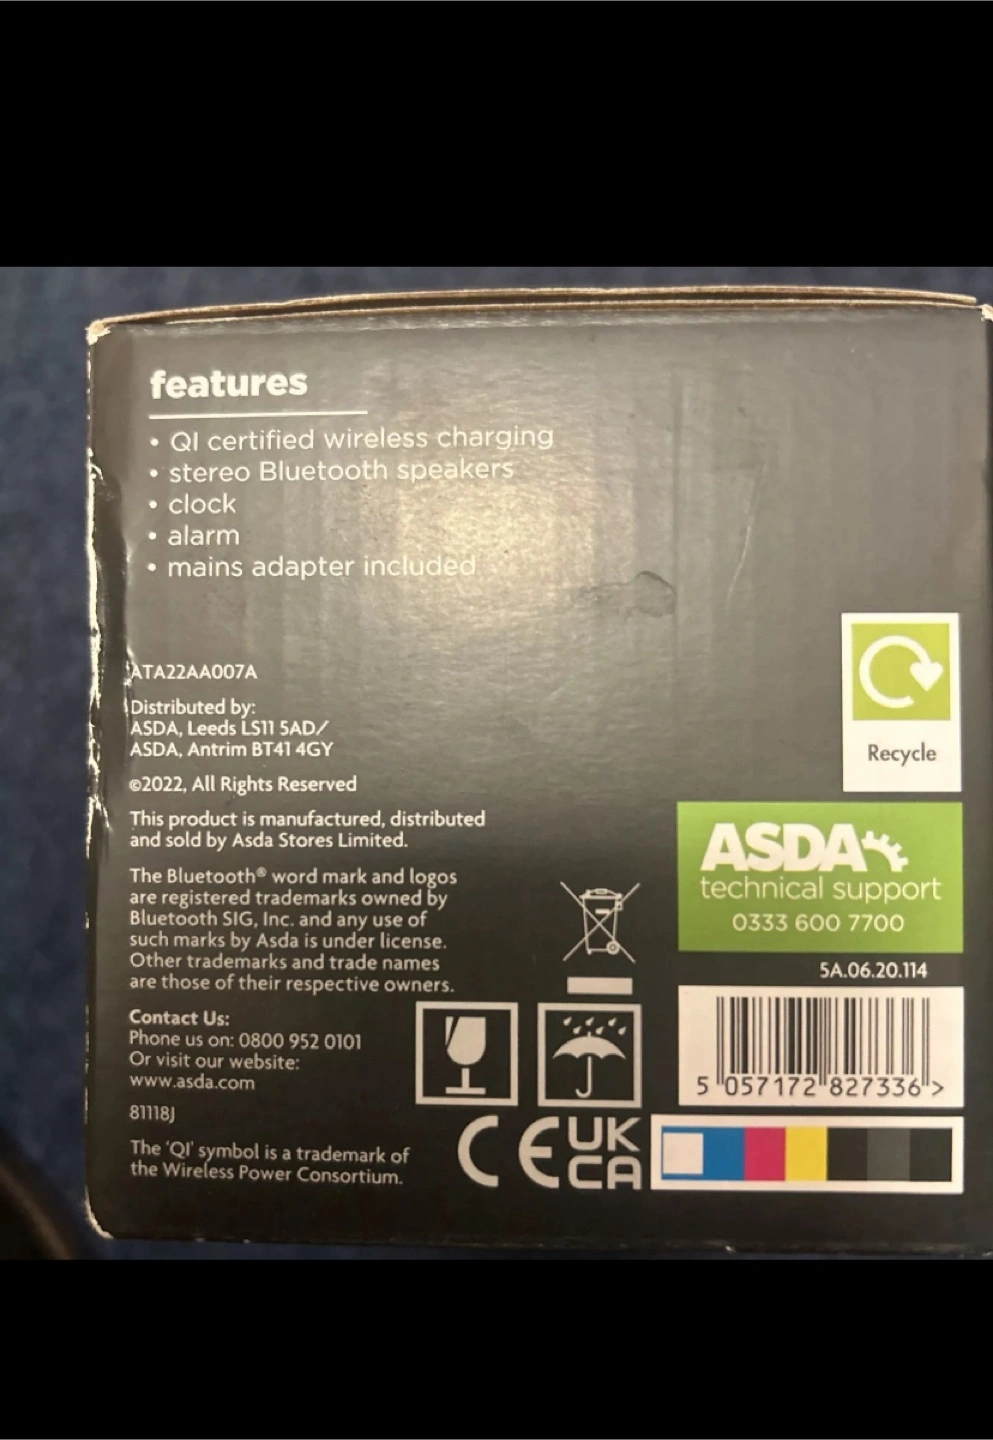 features
• QI certified wireless charging
• stereo Bluetooth speakers
• clock
• alarm
• mains adapter included
ATA22AA007A
Distributed by:
ASDA, Leeds LS11 5AD/
ASDA, Antrim BT41 4GY
©2022, All Rights Reserved
This product is manufactured, distributed
and sold by Asda Stores Limited.
The Bluetooth® word mark and logos
are registered trademarks owned by
Bluetooth SIG, Inc. and any use of
such marks by Asda is under license.
Other trademarks and trade names
are those of their respective owners.
Contact Us:
Phone us on: 0800 952 0101
Or visit our website:
www.asda.com
81118J
The 'QI' symbol is a trademark of
the Wireless Power Consortium.
Recycle
ASDA
technical support
0333 600 7700
5A.06.20.114
5 057172 827336 >
CE
UK
CA